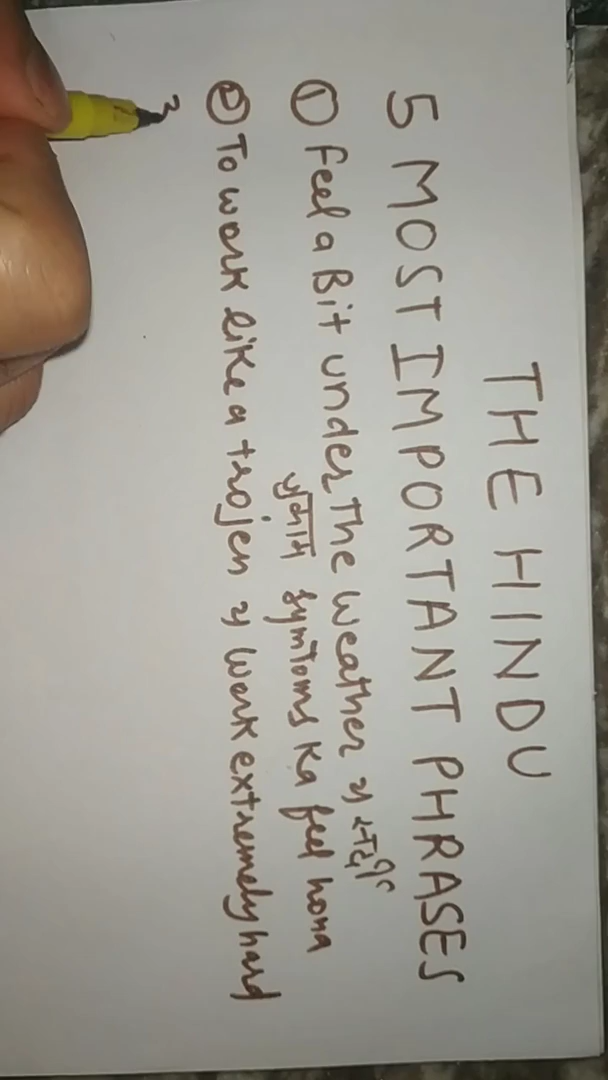 THE HINDU
5 MOST IMPORTANT PHRASES
① feel a Bit under The weather =>
जुकाम symtoms ka feel hona
② To work like a trojen => work extremely hard
3